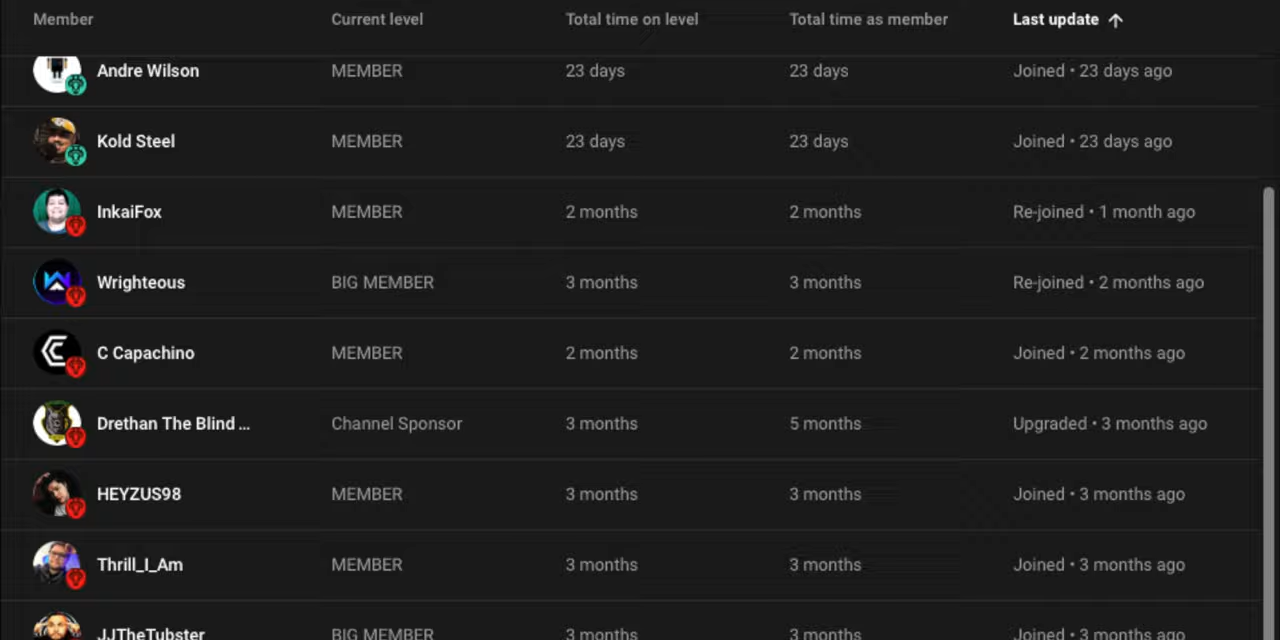 Member Current level Total time on level Total time as member Last update ↑
Andre Wilson MEMBER 23 days 23 days Joined • 23 days ago
Kold Steel MEMBER 23 days 23 days Joined • 23 days ago
InkaiFox MEMBER 2 months 2 months Re-joined • 1 month ago
Wrighteous BIG MEMBER 3 months 3 months Re-joined • 2 months ago
C Capachino MEMBER 2 months 2 months Joined • 2 months ago
Drethan The Blind ... Channel Sponsor 3 months 5 months Upgraded • 3 months ago
HEYZUS98 MEMBER 3 months 3 months Joined • 3 months ago
Thrill_I_Am MEMBER 3 months 3 months Joined • 3 months ago
JJTheTubster BIG MEMBER 3 months 3 months Joined • 3 months ago